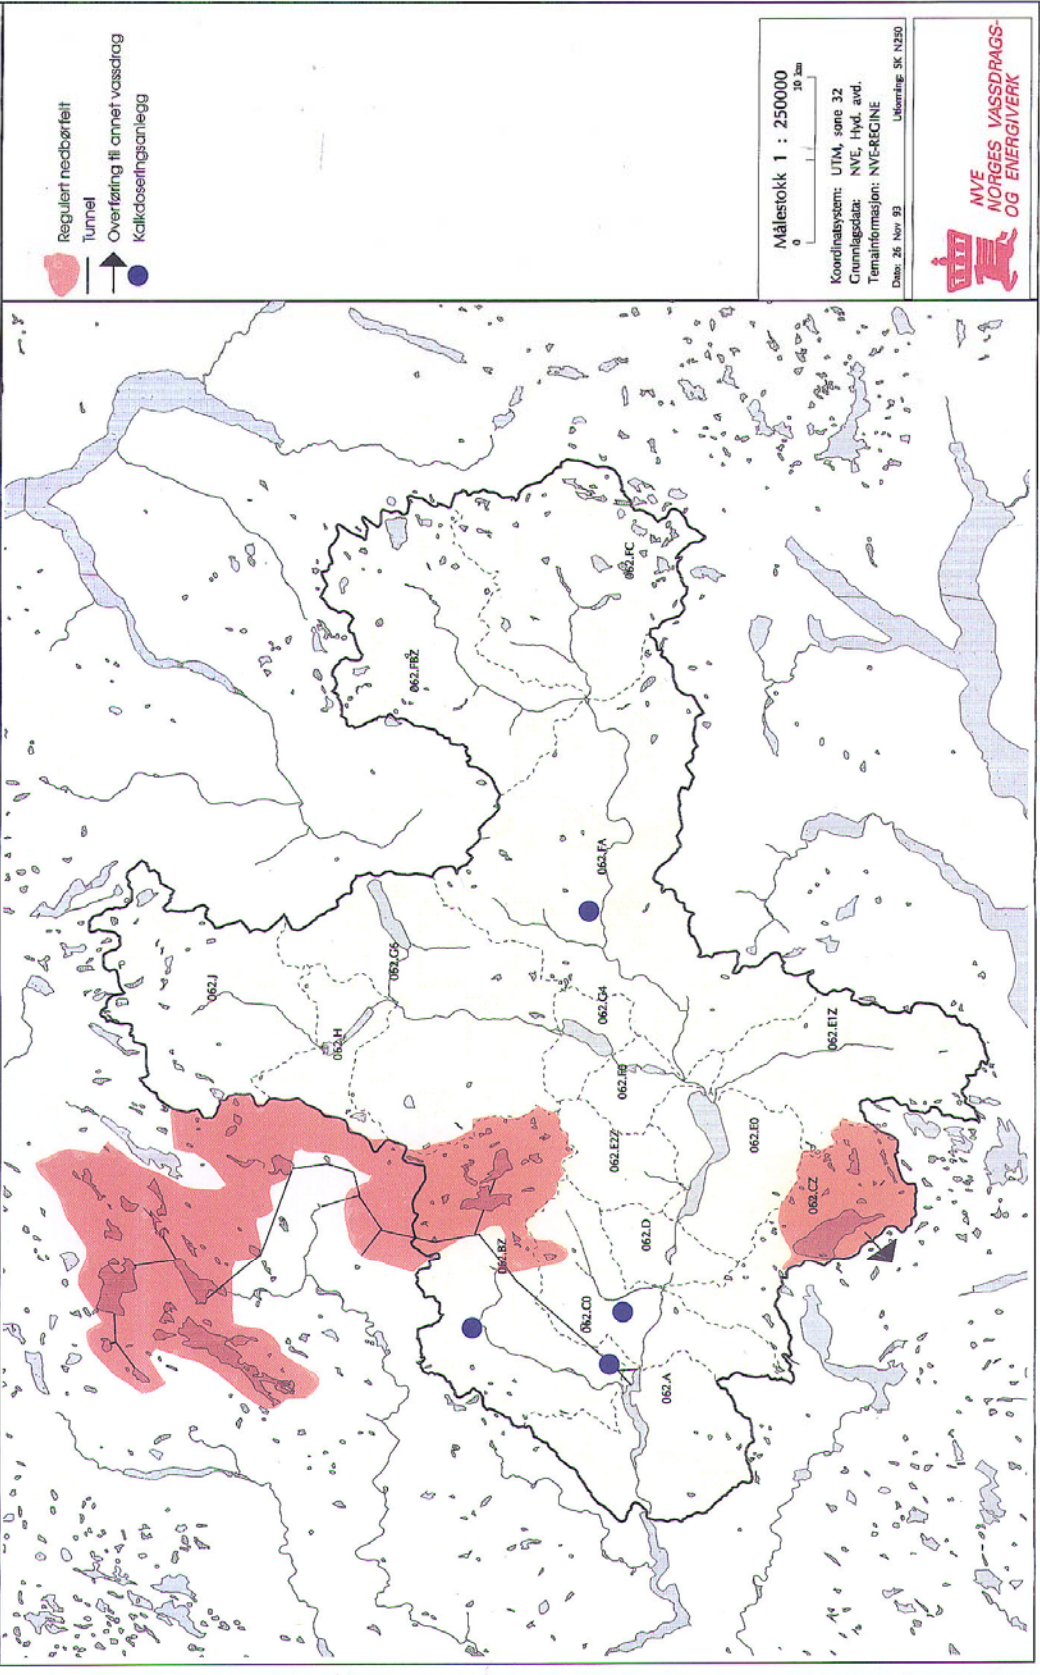 Regulert nedbørfelt
Tunnel
Overføring til annet vassdrag
Kalkdoseringsanlegg
Målestokk 1 : 250000
0 10 km
Koordinatsystem: UTM, sone 32
Grunnlagsdata: NVE, Hyd. avd.
Temainformasjon: NVE-REGINE
Dato: 26 Nov 93 Utforming: SK N250
NVE
NORGES VASSDRAGS-
OG ENERGIVERK
062.J
062.H
062.G6
062.FBZ
062.FC
062.FA
062.G4
062.F0
062.E1Z
062.E2Z
062.E0
062.CZ
062.D
062.BZ
062.C0
062.A